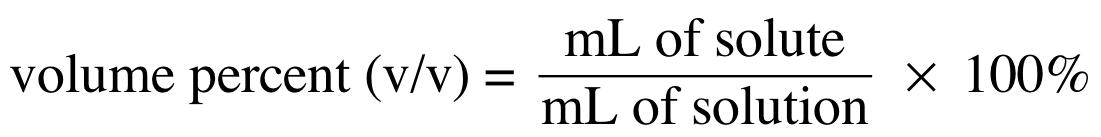 volume percent (v/v) = mL of solute / mL of solution × 100%